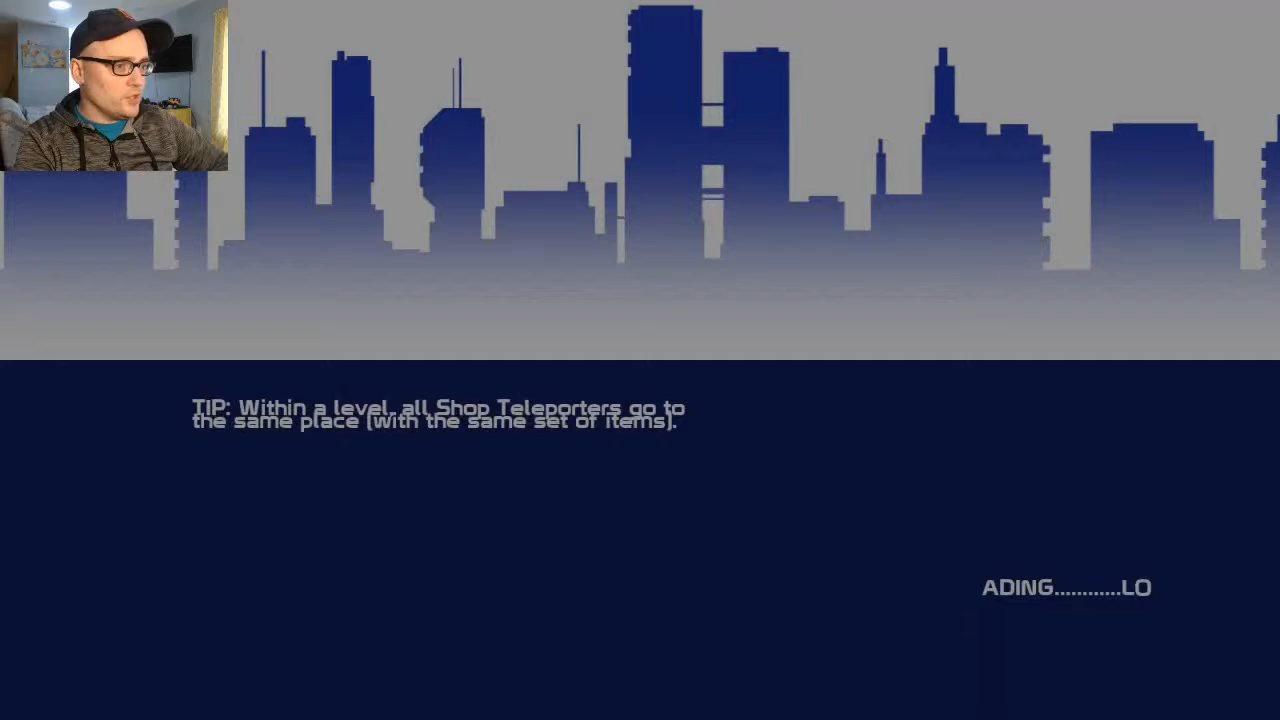 TIP: Within a level, all Shop Teleporters go to
the same place (with the same set of items).
ADING............LO